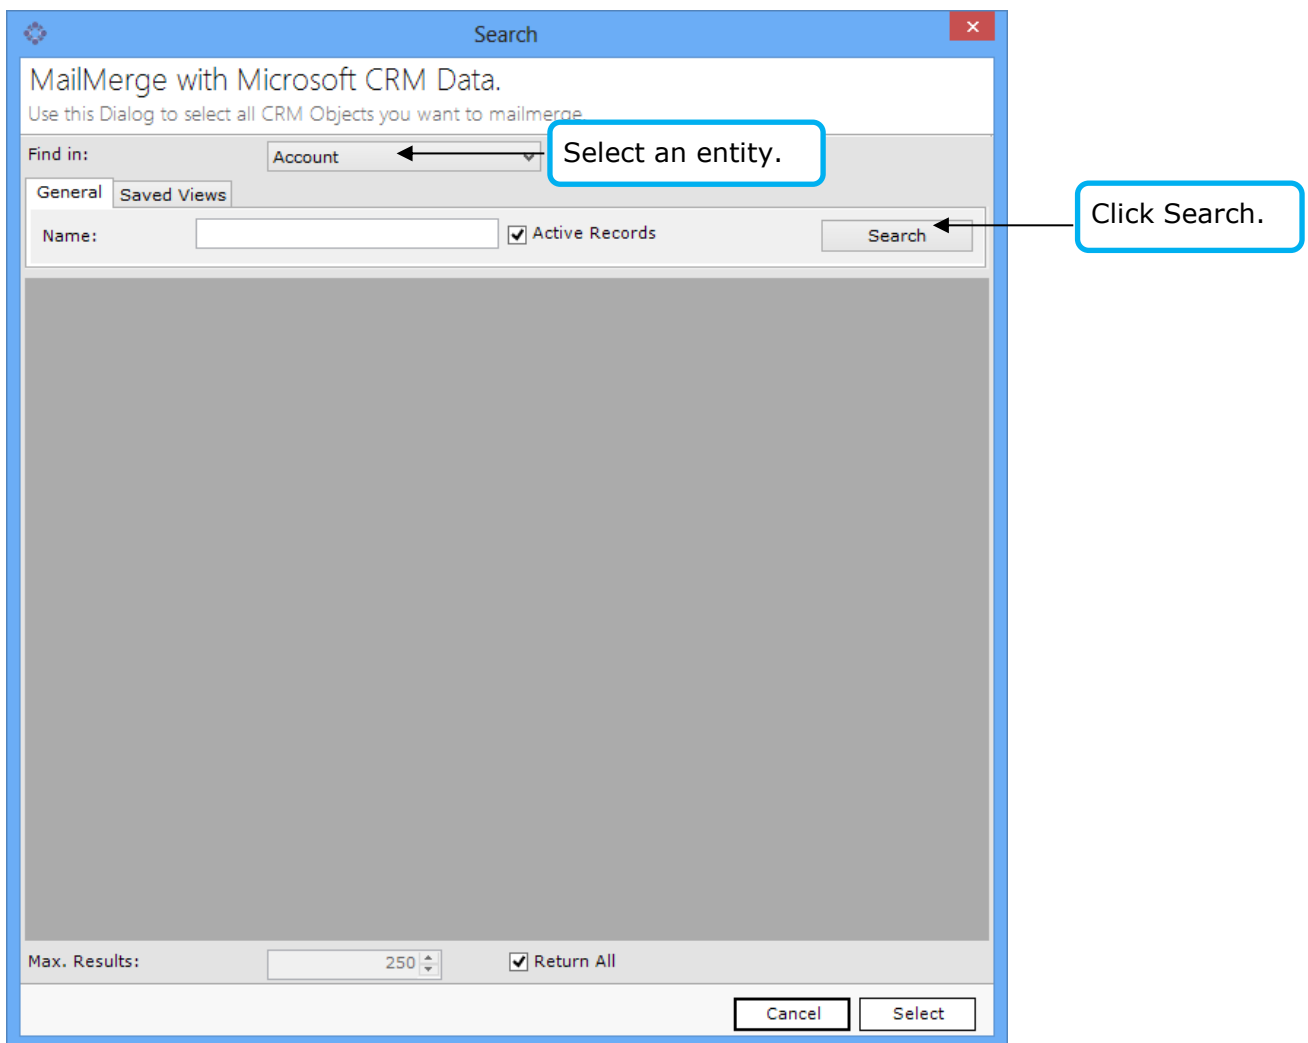 Search
MailMerge with Microsoft CRM Data.
Use this Dialog to select all CRM Objects you want to mailmerge.
Find in:
Account
Select an entity.
General
Saved Views
Name:
Active Records
Search
Click Search.
Max. Results:
250
Return All
Cancel
Select